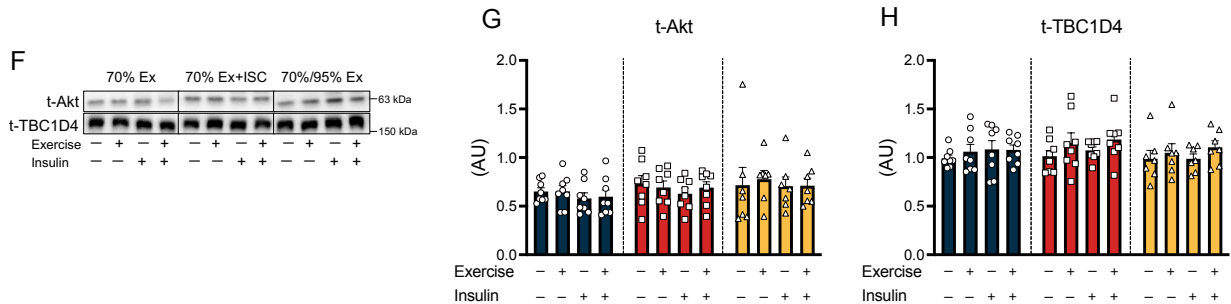 F
70% Ex 70% Ex+ISC 70%/95% Ex
t-Akt 63 kDa
t-TBC1D4 150 kDa
Exercise – + – + – + – + – + – +
Insulin – – + + – – + + – – + +
G
t-Akt
2.0
1.5
1.0
0.5
0.0
(AU)
Exercise – + – + – + – + – + – +
Insulin – – + + – – + + – – + +
H
t-TBC1D4
2.0
1.5
1.0
0.5
0.0
(AU)
Exercise – + – + – + – + – + – +
Insulin – – + + – – + + – – + +